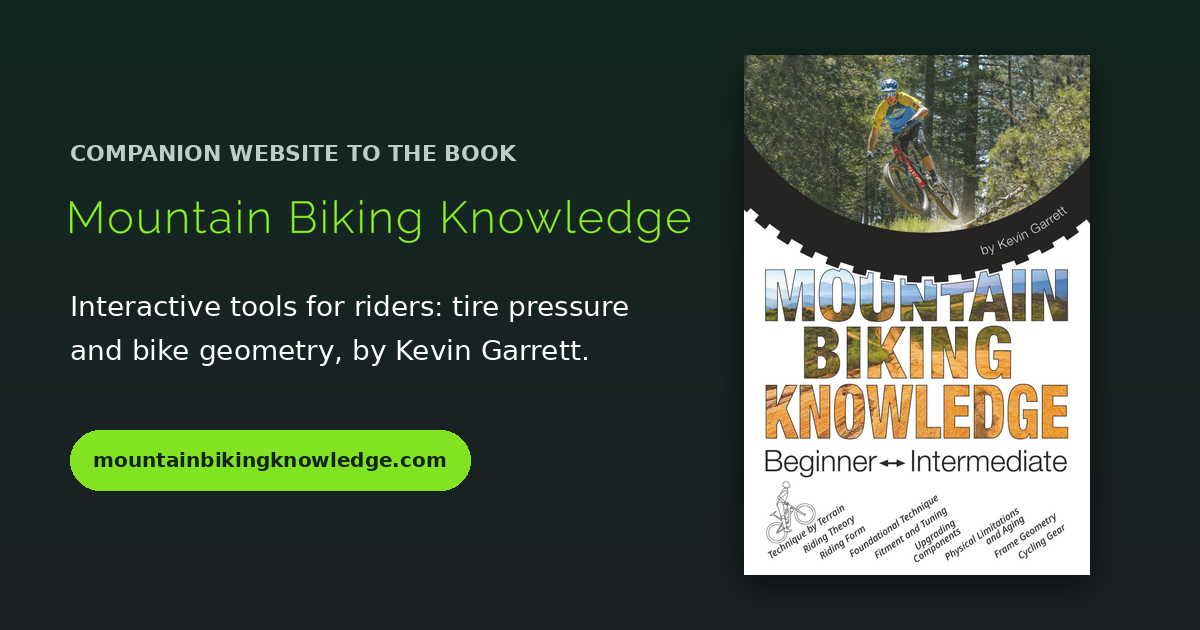 COMPANION WEBSITE TO THE BOOK
Mountain Biking Knowledge
Interactive tools for riders: tire pressure
and bike geometry, by Kevin Garrett.
mountainbikingknowledge.com
by Kevin Garrett
MOUNTAIN
BIKING
KNOWLEDGE
Beginner↔Intermediate
Technique by Terrain
Riding Theory
Riding Form
Foundational Technique
Fitment and Tuning
Upgrading
Components
Physical Limitations
and Aging
Frame Geometry
Cycling Gear